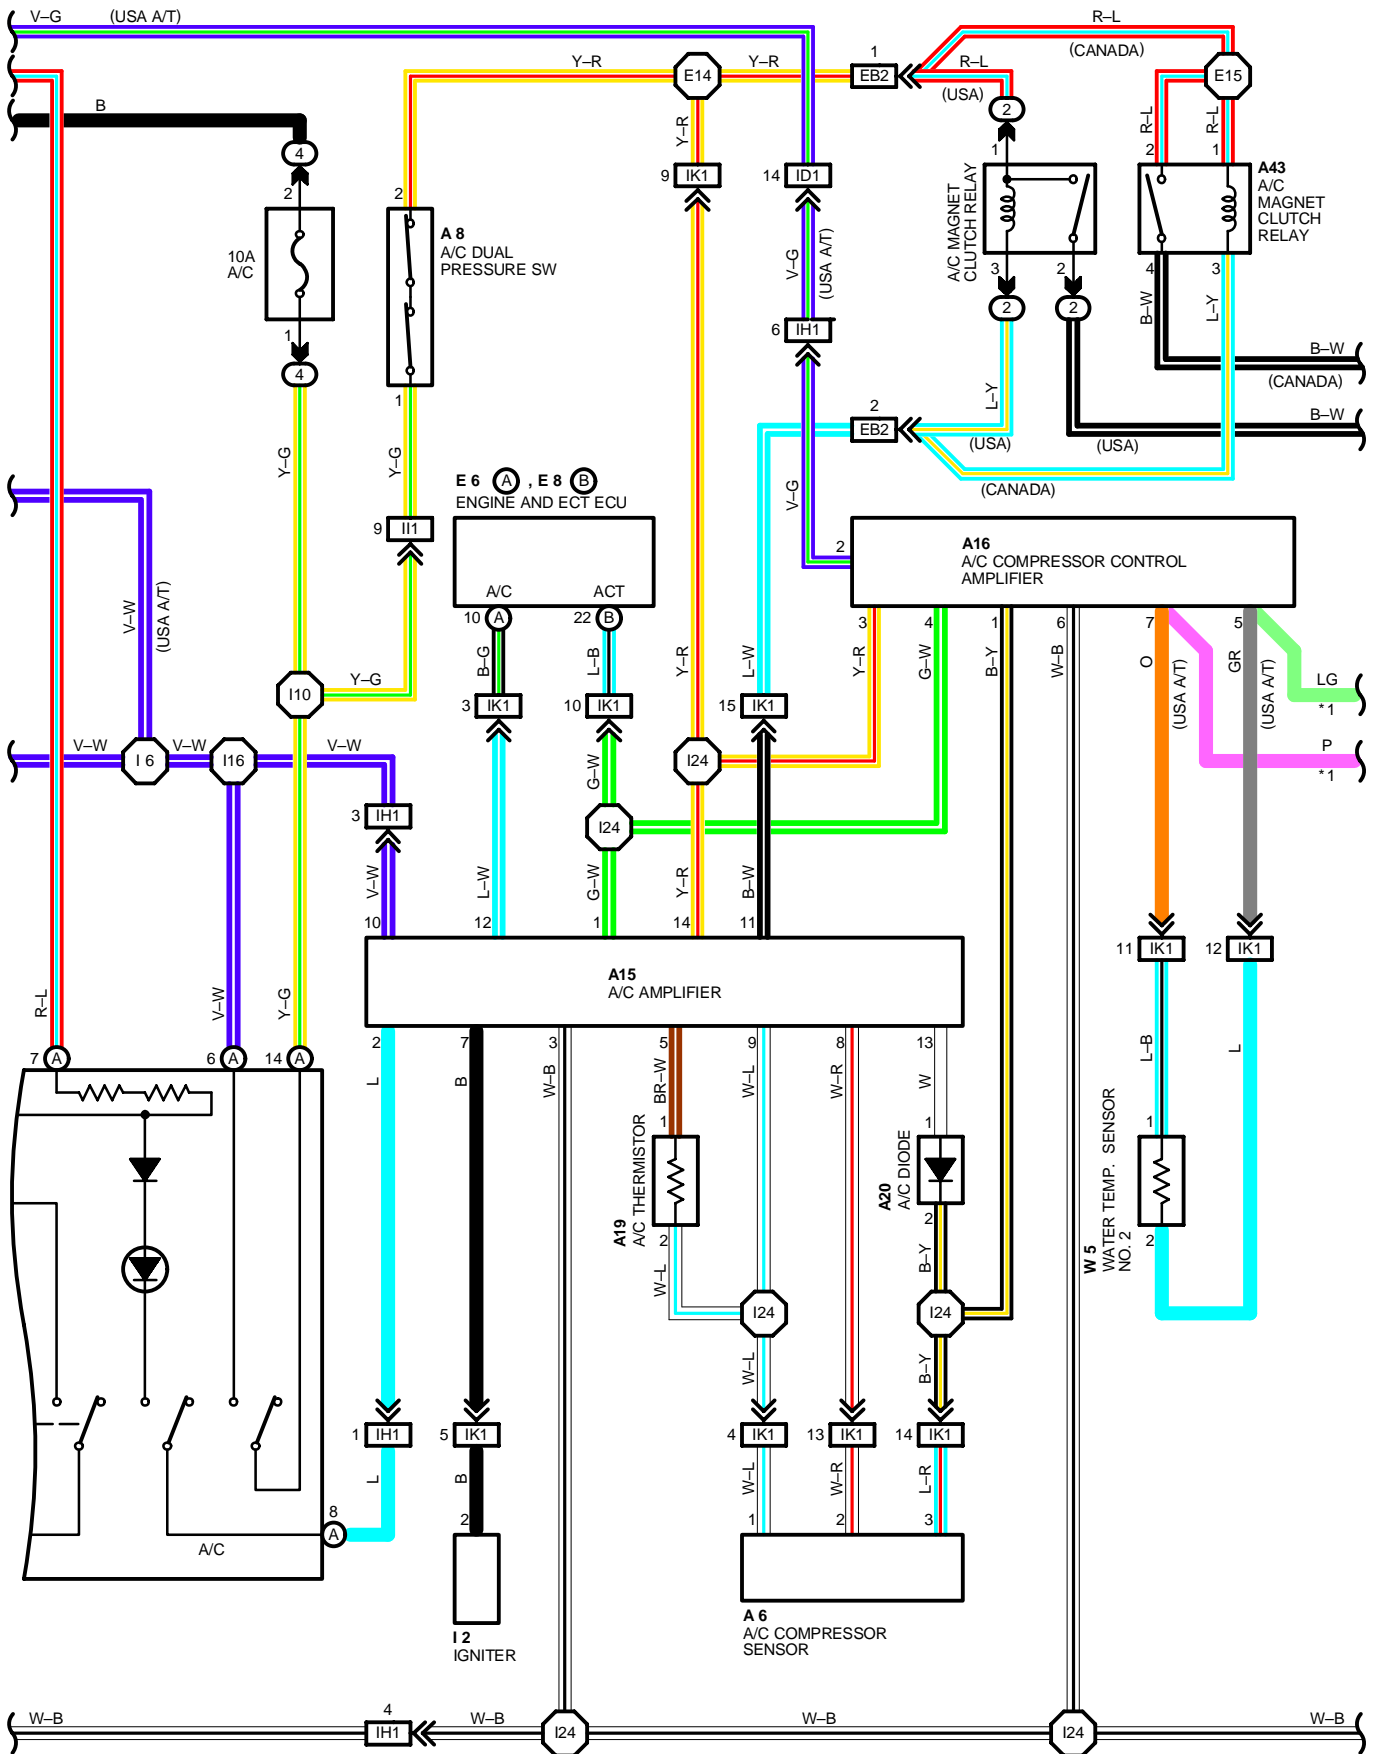 V–G (USA A/T)
R–L
(CANADA)
Y–R
E14
Y–R
1
EB2
R–L
(USA)
E15
B
4
2
10A
A/C
1
4
Y–G
2
A 8
A/C DUAL
PRESSURE SW
1
Y–G
9 II1
Y–R
9 IK1
14 ID1
V–G
(USA A/T)
6 IH1
V–G
2
1
A/C MAGNET
CLUTCH RELAY
3 2
2 2
L–Y
(USA)
(USA)
R–L R–L
2 1
A43
A/C
MAGNET
CLUTCH
RELAY
4 3
B–W
L–Y
B–W
(CANADA)
B–W
2
EB2
(CANADA)
V–W
(USA A/T)
E 6 A , E 8 B
ENGINE AND ECT ECU
A/C ACT
10 A 22 B
B–G
L–B
3 IK1
10 IK1
Y–R
L–W
15 IK1
2
A16
A/C COMPRESSOR CONTROL
AMPLIFIER
3 4 1 6 7 5
Y–R
G–W
B–Y
W–B
O
(USA A/T)
GR
(USA A/T)
LG
*1
P
*1
I10
Y–G
V–W
I 6
V–W
I16
V–W
3 IH1
V–W
L–W
G–W
I24
G–W
I24
Y–R
B–W
10 12 1 14 11
A15
A/C AMPLIFIER
2 7 3 5 9 8 13
11 IK1
12 IK1
R–L
V–W
Y–G
7 A
6 A
14 A
L
B
W–B
BR–W
W–L
W–R
W
L–B
L
1
A19
A/C THERMISTOR
2
W–L
I24
1
A20
A/C DIODE
2
B–Y
I24
1
W 5
WATER TEMP. SENSOR
NO. 2
2
W–L
B–Y
1 IH1
5 IK1
4 IK1
13 IK1
14 IK1
L
B
W–L
W–R
L–R
8
A
A/C
2
I 2
IGNITER
1 2 3
A 6
A/C COMPRESSOR
SENSOR
W–B
4
IH1
W–B
I24
W–B
I24
W–B